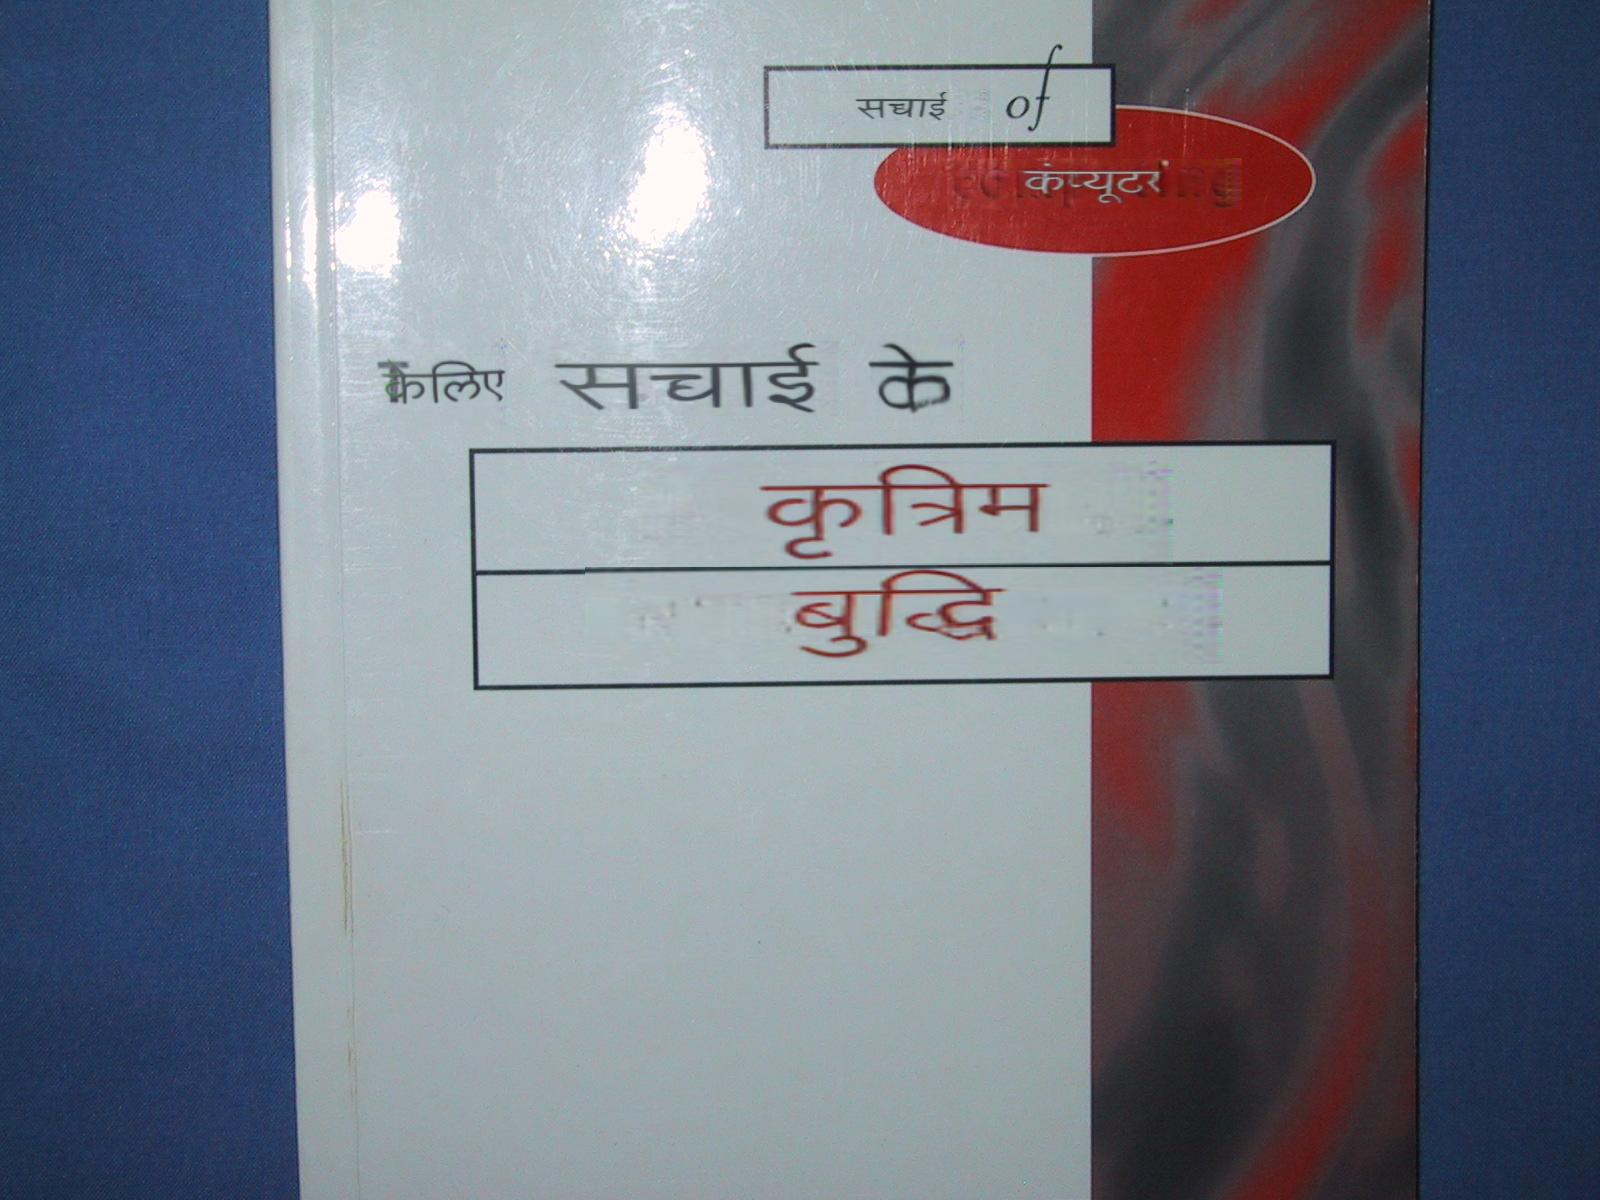 सच्चाई of
कंप्यूटर
के लिए सच्चाई के
कृत्रिम
बुद्धि